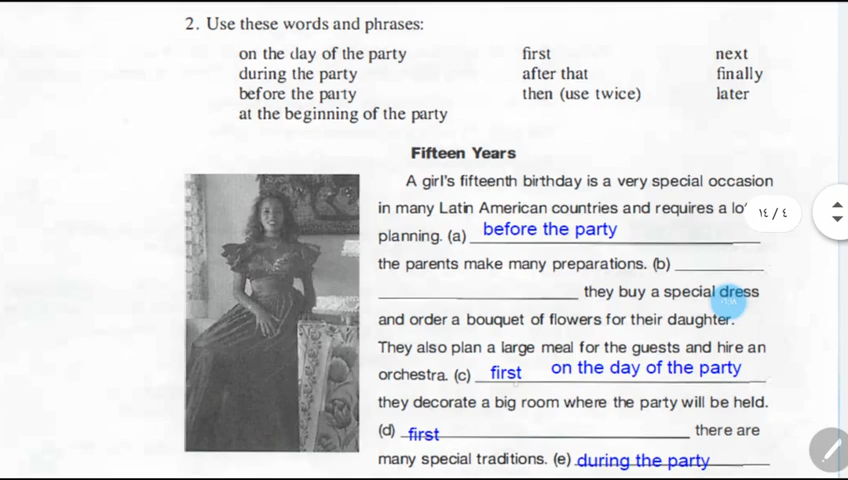 2. Use these words and phrases:
on the day of the party first next
during the party after that finally
before the party then (use twice) later
at the beginning of the party
Fifteen Years
A girl's fifteenth birthday is a very special occasion
in many Latin American countries and requires a
planning. (a) before the party
the parents make many preparations. (b)
they buy a special dress
and order a bouquet of flowers for their daughter.
They also plan a large meal for the guests and hire an
orchestra. (c) first on the day of the party
they decorate a big room where the party will be held.
(d) first there are
many special traditions. (e) during the party
١٤ / ٤